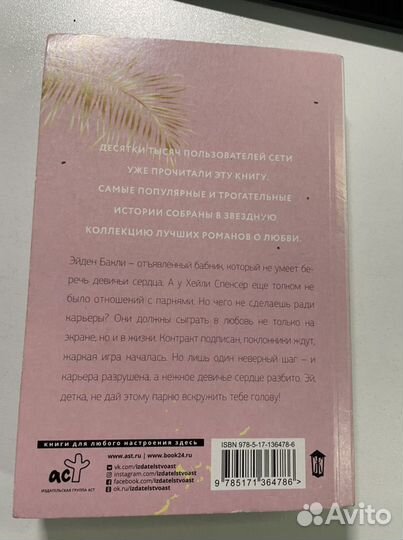 ДЕСЯТКИ ТЫСЯЧ ПОЛЬЗОВАТЕЛЕЙ СЕТИ
УЖЕ ПРОЧИТАЛИ ЭТУ КНИГУ.
САМЫЕ ПОПУЛЯРНЫЕ И ТРОГАТЕЛЬНЫЕ
ИСТОРИИ СОБРАНЫ В ЗВЕЗДНУЮ
КОЛЛЕКЦИЮ ЛУЧШИХ РОМАНОВ О ЛЮБВИ.
Эйден Бакли – отъявленный бабник, который не умеет бе-
речь девичьи сердца. А у Хейли Спенсер еще толком не
было отношений с парнями. Но чего не сделаешь ради
карьеры? Они должны сыграть в любовь не только на
экране, но и в жизни. Контракт подписан, поклонники ждут,
жаркая игра началась. Но лишь один неверный шаг – и
карьера разрушена, а нежное девичье сердце разбито. Эй,
детка, не дай этому парню вскружить тебе голову!
книги для любого настроения здесь
www.ast.ru | www.book24.ru
vk.com/izdatelstvoast
instagram.com/izdatelstvoast
facebook.com/izdatelstvoast
ok.ru/izdatelstvoast
аст
ИЗДАТЕЛЬСКАЯ ГРУППА АСТ
ISBN 978-5-17-136478-6
9 785171 364786 >
Avito